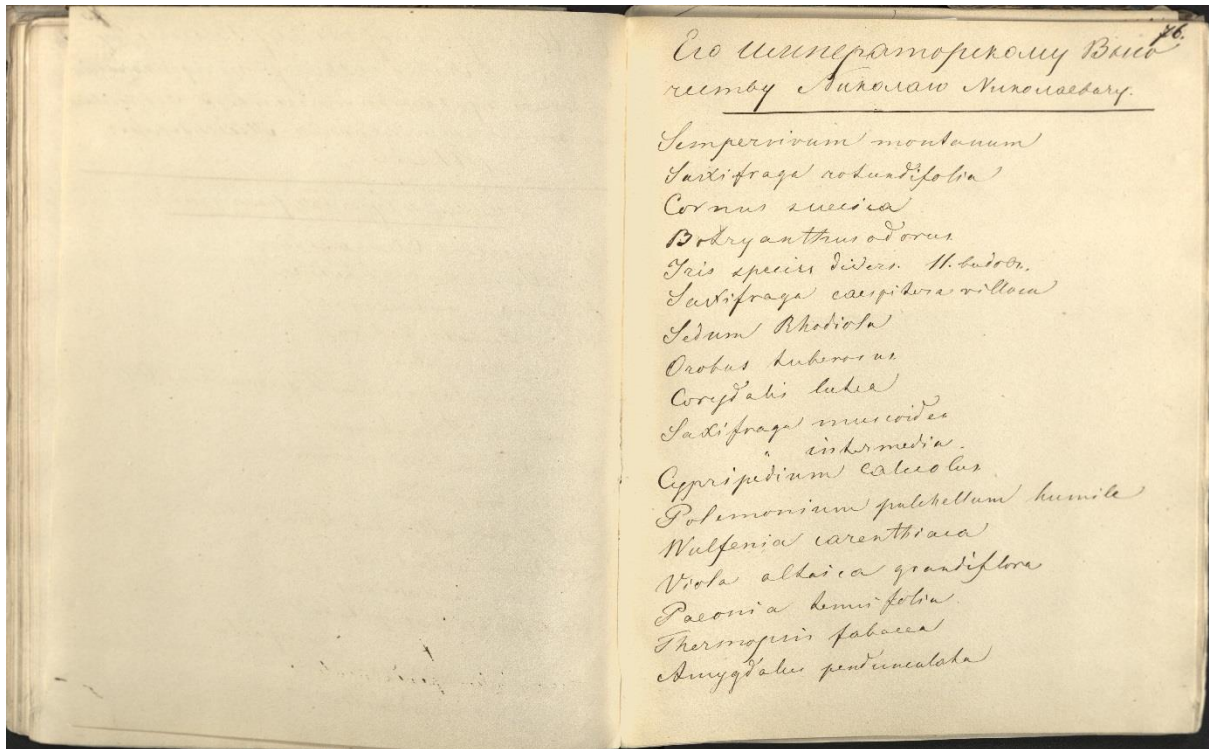 76.
Его Императорскому Высо
честву Николаю Николаевичу.
Sempervivum montanum
Saxifraga rotundifolia
Cornus suecica
Botryanthus odorus
Iris species divers. 11.
Saxifraga caespitosa villosa
Sedum Rhodiola
Orobus tuberosus
Corydalis lutea
Saxifraga muscoides
" intermedia.
Cypripedium calceolus
Polemonium pulchellum humile
Wulfenia carenthiaca
Viola altaica grandiflora
Paeonia tenuifolia.
Thermopsis fabacea
Amygdalus pendunculata